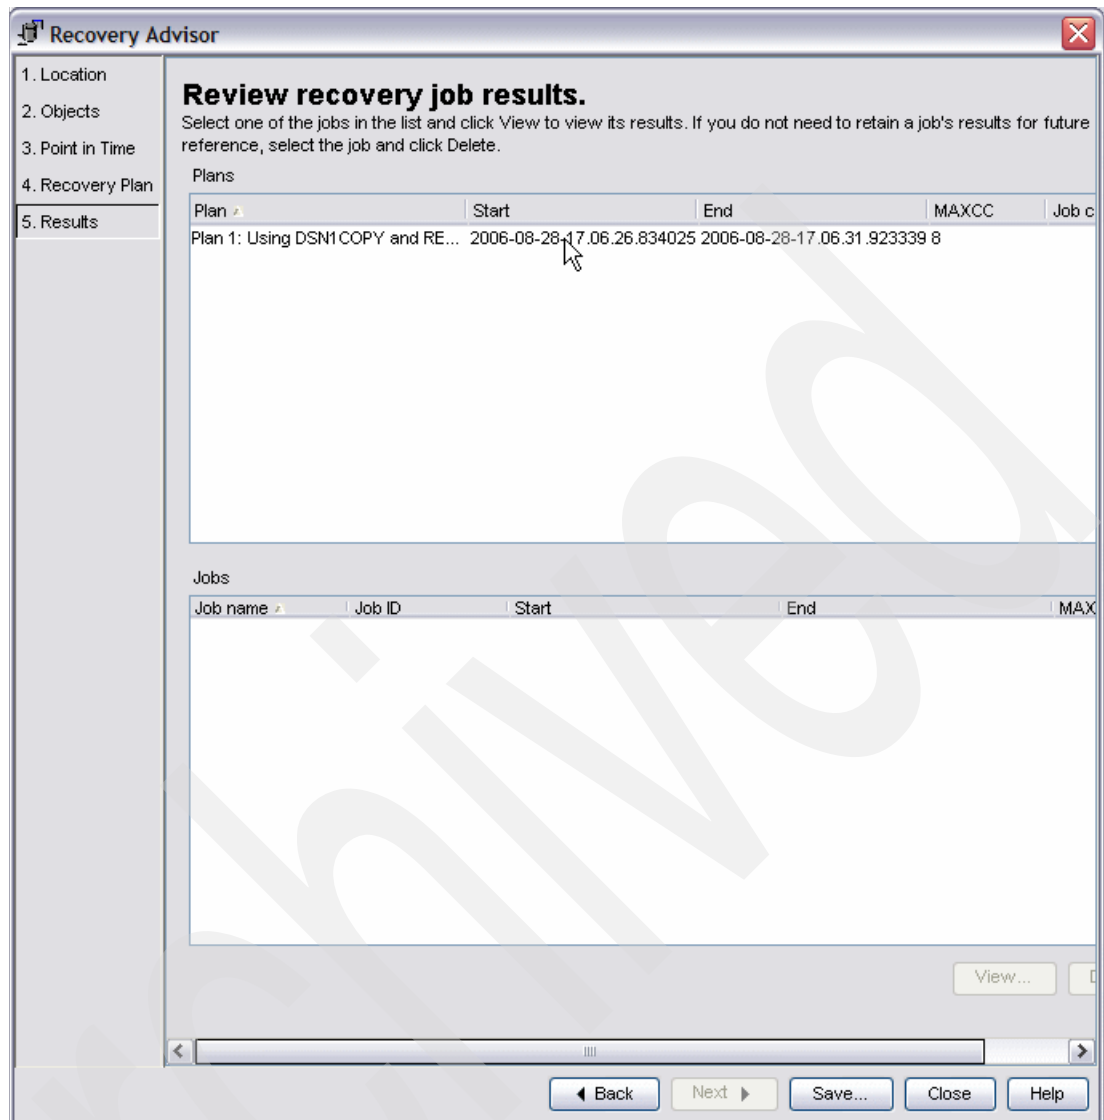 Recovery Advisor
1. Location
2. Objects
3. Point in Time
4. Recovery Plan
5. Results
Review recovery job results.
Select one of the jobs in the list and click View to view its results. If you do not need to retain a job's results for future
reference, select the job and click Delete.
Plans
Plan Start End MAXCC Job c
Plan 1: Using DSN1COPY and RE... 2006-08-28-17.06.26.834025 2006-08-28-17.06.31.923339 8
Jobs
Job name Job ID Start End MAX
View...
Back Next Save... Close Help